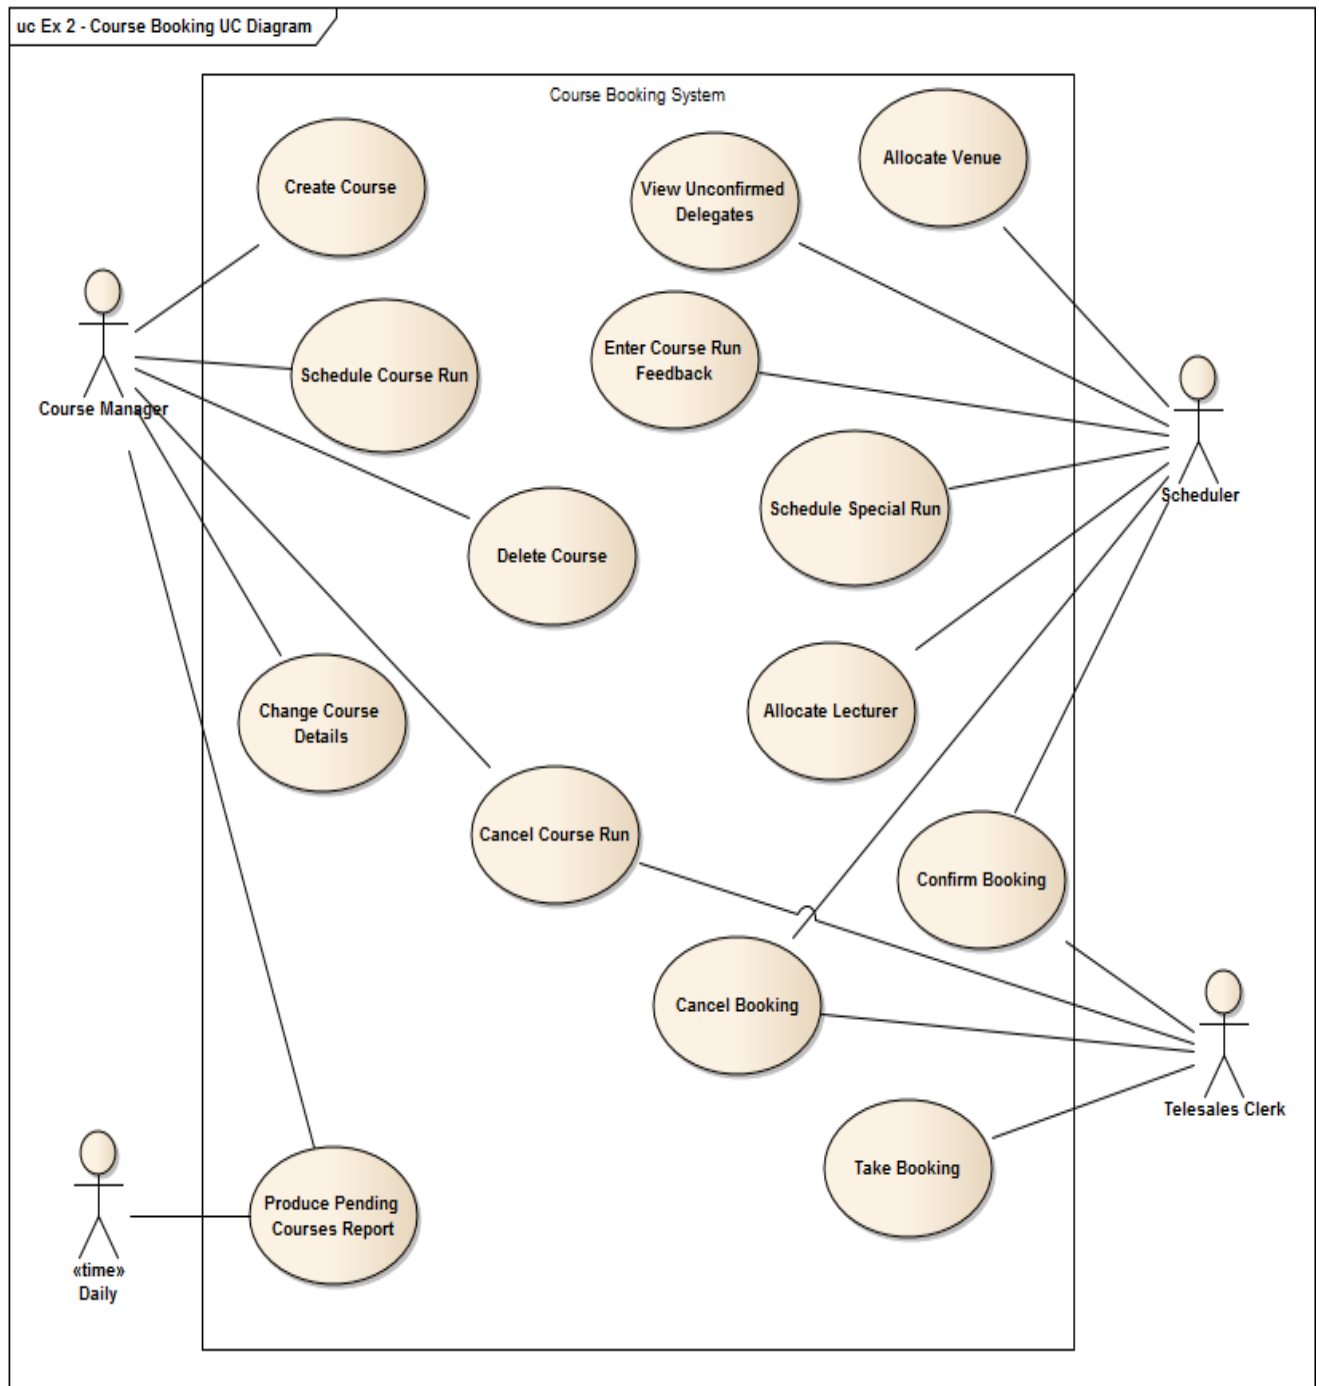 uc Ex 2 - Course Booking UC Diagram
Course Booking System
Create Course
View Unconfirmed
Delegates
Allocate Venue
Schedule Course Run
Enter Course Run
Feedback
Course Manager
Scheduler
Schedule Special Run
Delete Course
Change Course
Details
Allocate Lecturer
Cancel Course Run
Confirm Booking
Cancel Booking
Telesales Clerk
Take Booking
Produce Pending
Courses Report
«time»
Daily